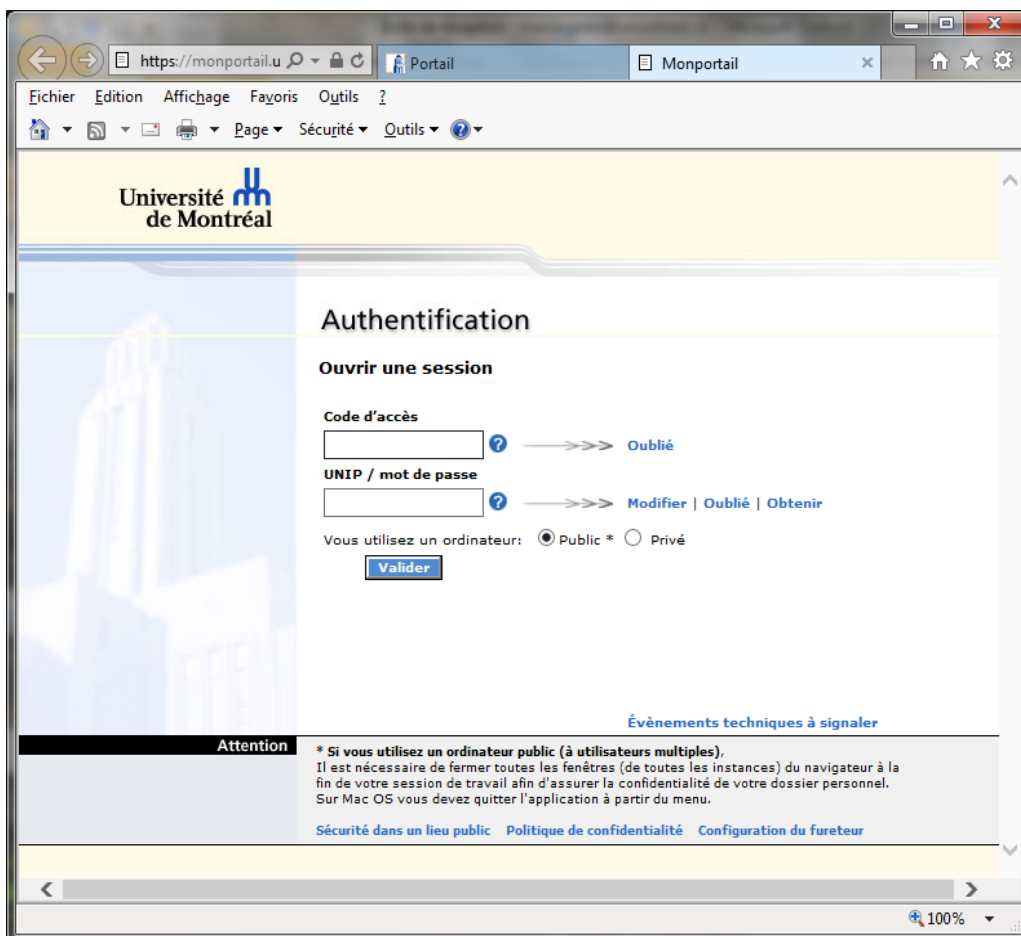 https://monportail.u
Portail
Monportail
Fichier Edition Affichage Favoris Outils ?
Page Sécurité Outils
Université
de Montréal
Authentification
Ouvrir une session
Code d'accès
? >>> Oublié
UNIP / mot de passe
? >>> Modifier | Oublié | Obtenir
Vous utilisez un ordinateur: Public * Privé
Valider
Évènements techniques à signaler
Attention
* Si vous utilisez un ordinateur public (à utilisateurs multiples),
Il est nécessaire de fermer toutes les fenêtres (de toutes les instances) du navigateur à la
fin de votre session de travail afin d'assurer la confidentialité de votre dossier personnel.
Sur Mac OS vous devez quitter l'application à partir du menu.
Sécurité dans un lieu public Politique de confidentialité Configuration du fureteur
100%